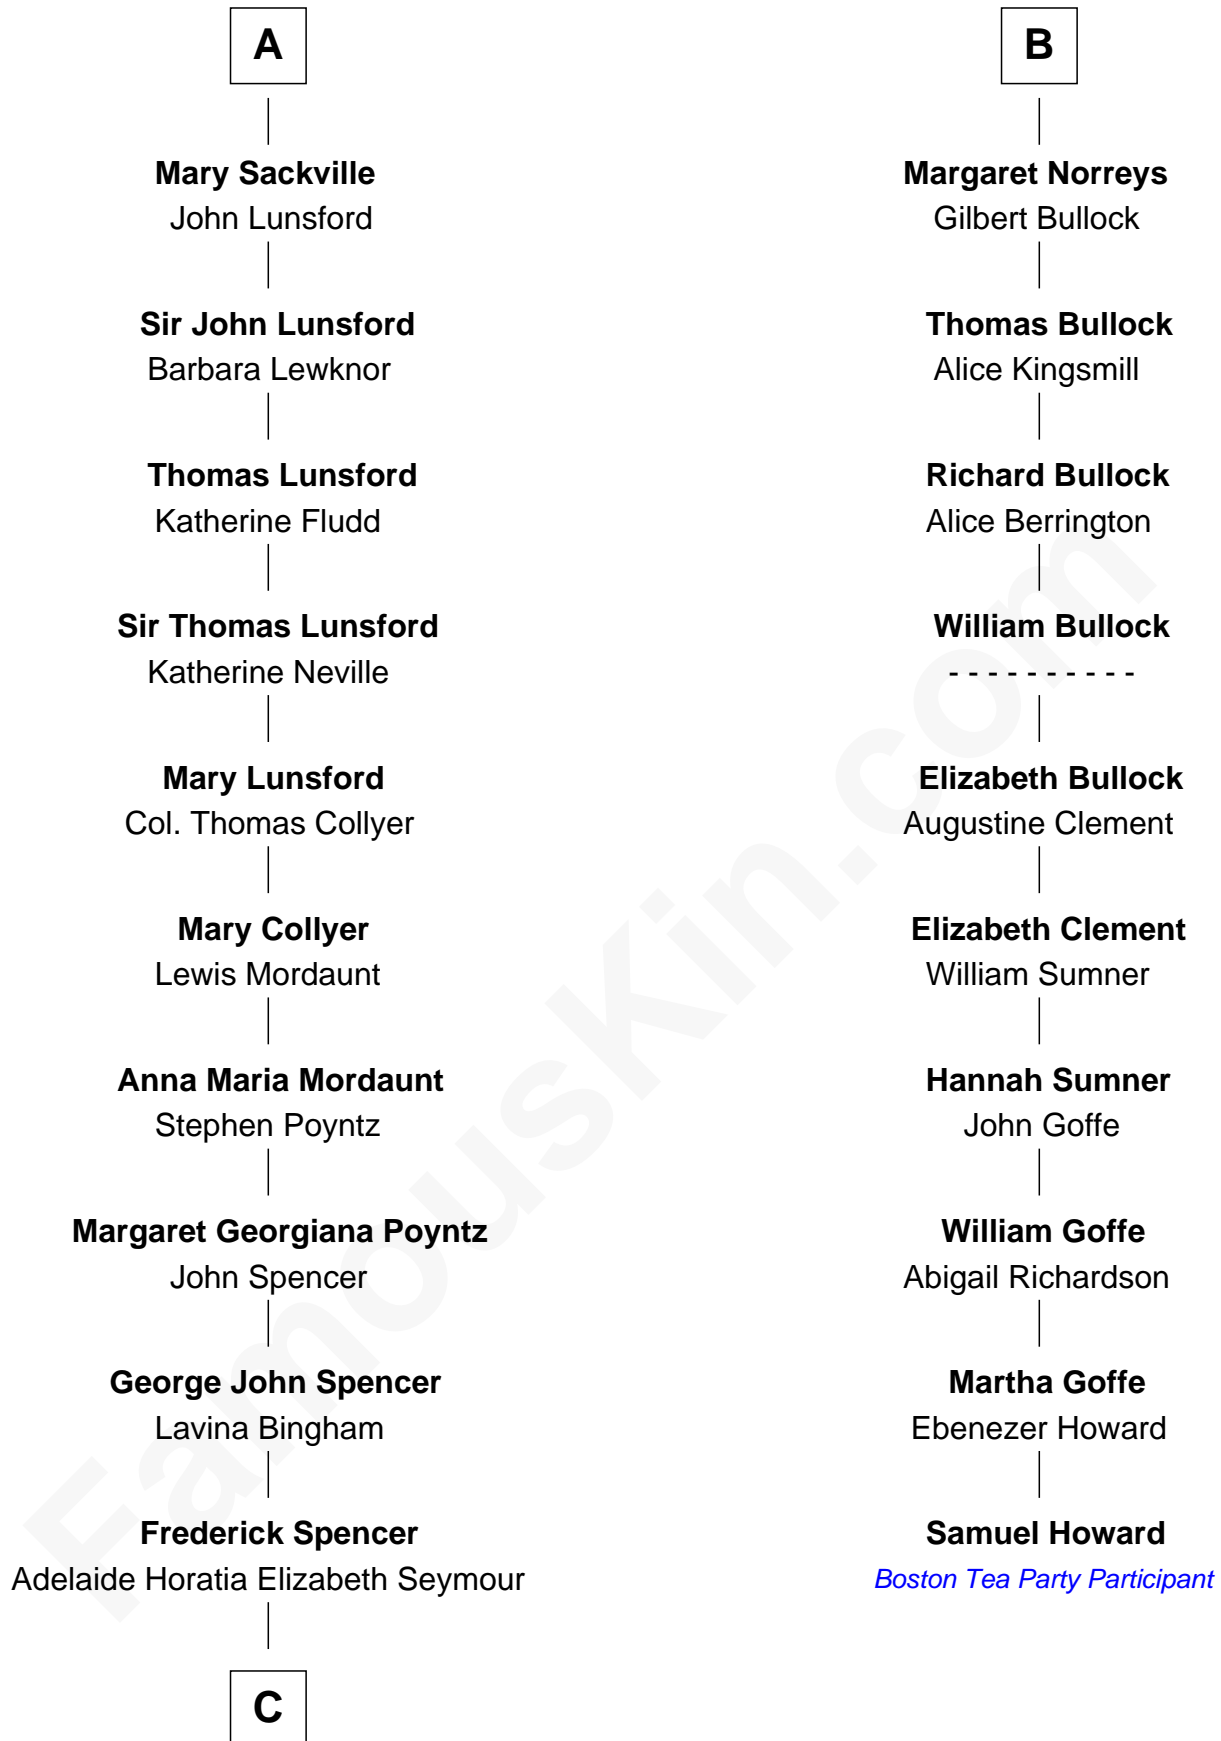 A
Mary Sackville
John Lunsford
Sir John Lunsford
Barbara Lewknor
Thomas Lunsford
Katherine Fludd
Sir Thomas Lunsford
Katherine Neville
Mary Lunsford
Col. Thomas Collyer
Mary Collyer
Lewis Mordaunt
Anna Maria Mordaunt
Stephen Poyntz
Margaret Georgiana Poyntz
John Spencer
George John Spencer
Lavina Bingham
Frederick Spencer
Adelaide Horatia Elizabeth Seymour
C
B
Margaret Norreys
Gilbert Bullock
Thomas Bullock
Alice Kingsmill
Richard Bullock
Alice Berrington
William Bullock
- - - - - - - - - -
Elizabeth Bullock
Augustine Clement
Elizabeth Clement
William Sumner
Hannah Sumner
John Goffe
William Goffe
Abigail Richardson
Martha Goffe
Ebenezer Howard
Samuel Howard
Boston Tea Party Participant
FamousKin.com